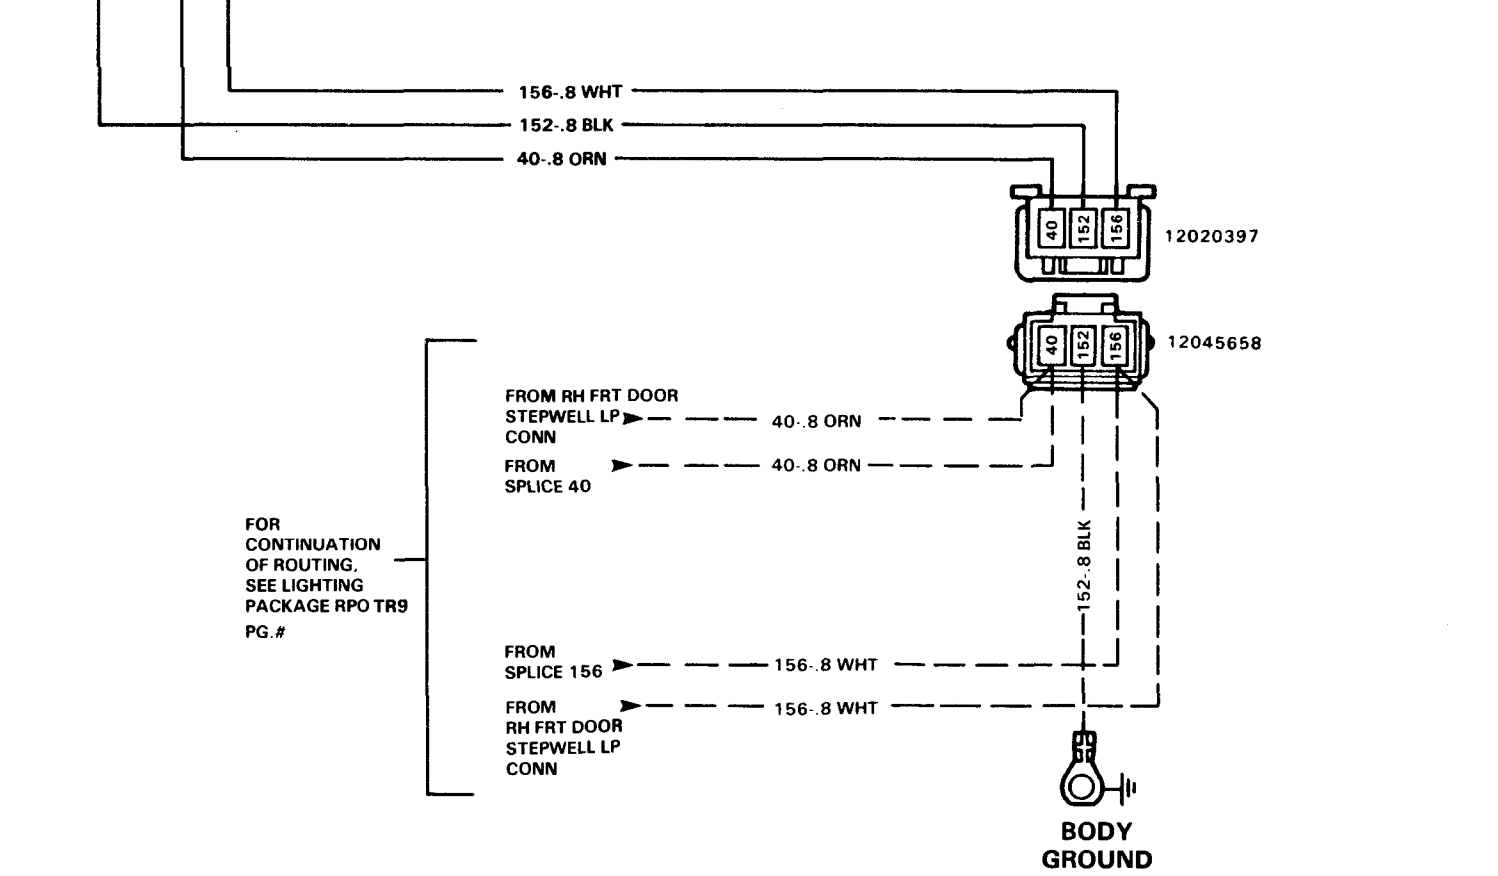 156-.8 WHT
152-.8 BLK
40-.8 ORN
40 152 156
12020397
40 152 156
12045658
FROM RH FRT DOOR
STEPWELL LP
CONN
40-.8 ORN
FROM
SPLICE 40
40-.8 ORN
152-.8 BLK
FOR
CONTINUATION
OF ROUTING,
SEE LIGHTING
PACKAGE RPO TR9
PG.#
FROM
SPLICE 156
156-.8 WHT
FROM
RH FRT DOOR
STEPWELL LP
CONN
156-.8 WHT
BODY
GROUND